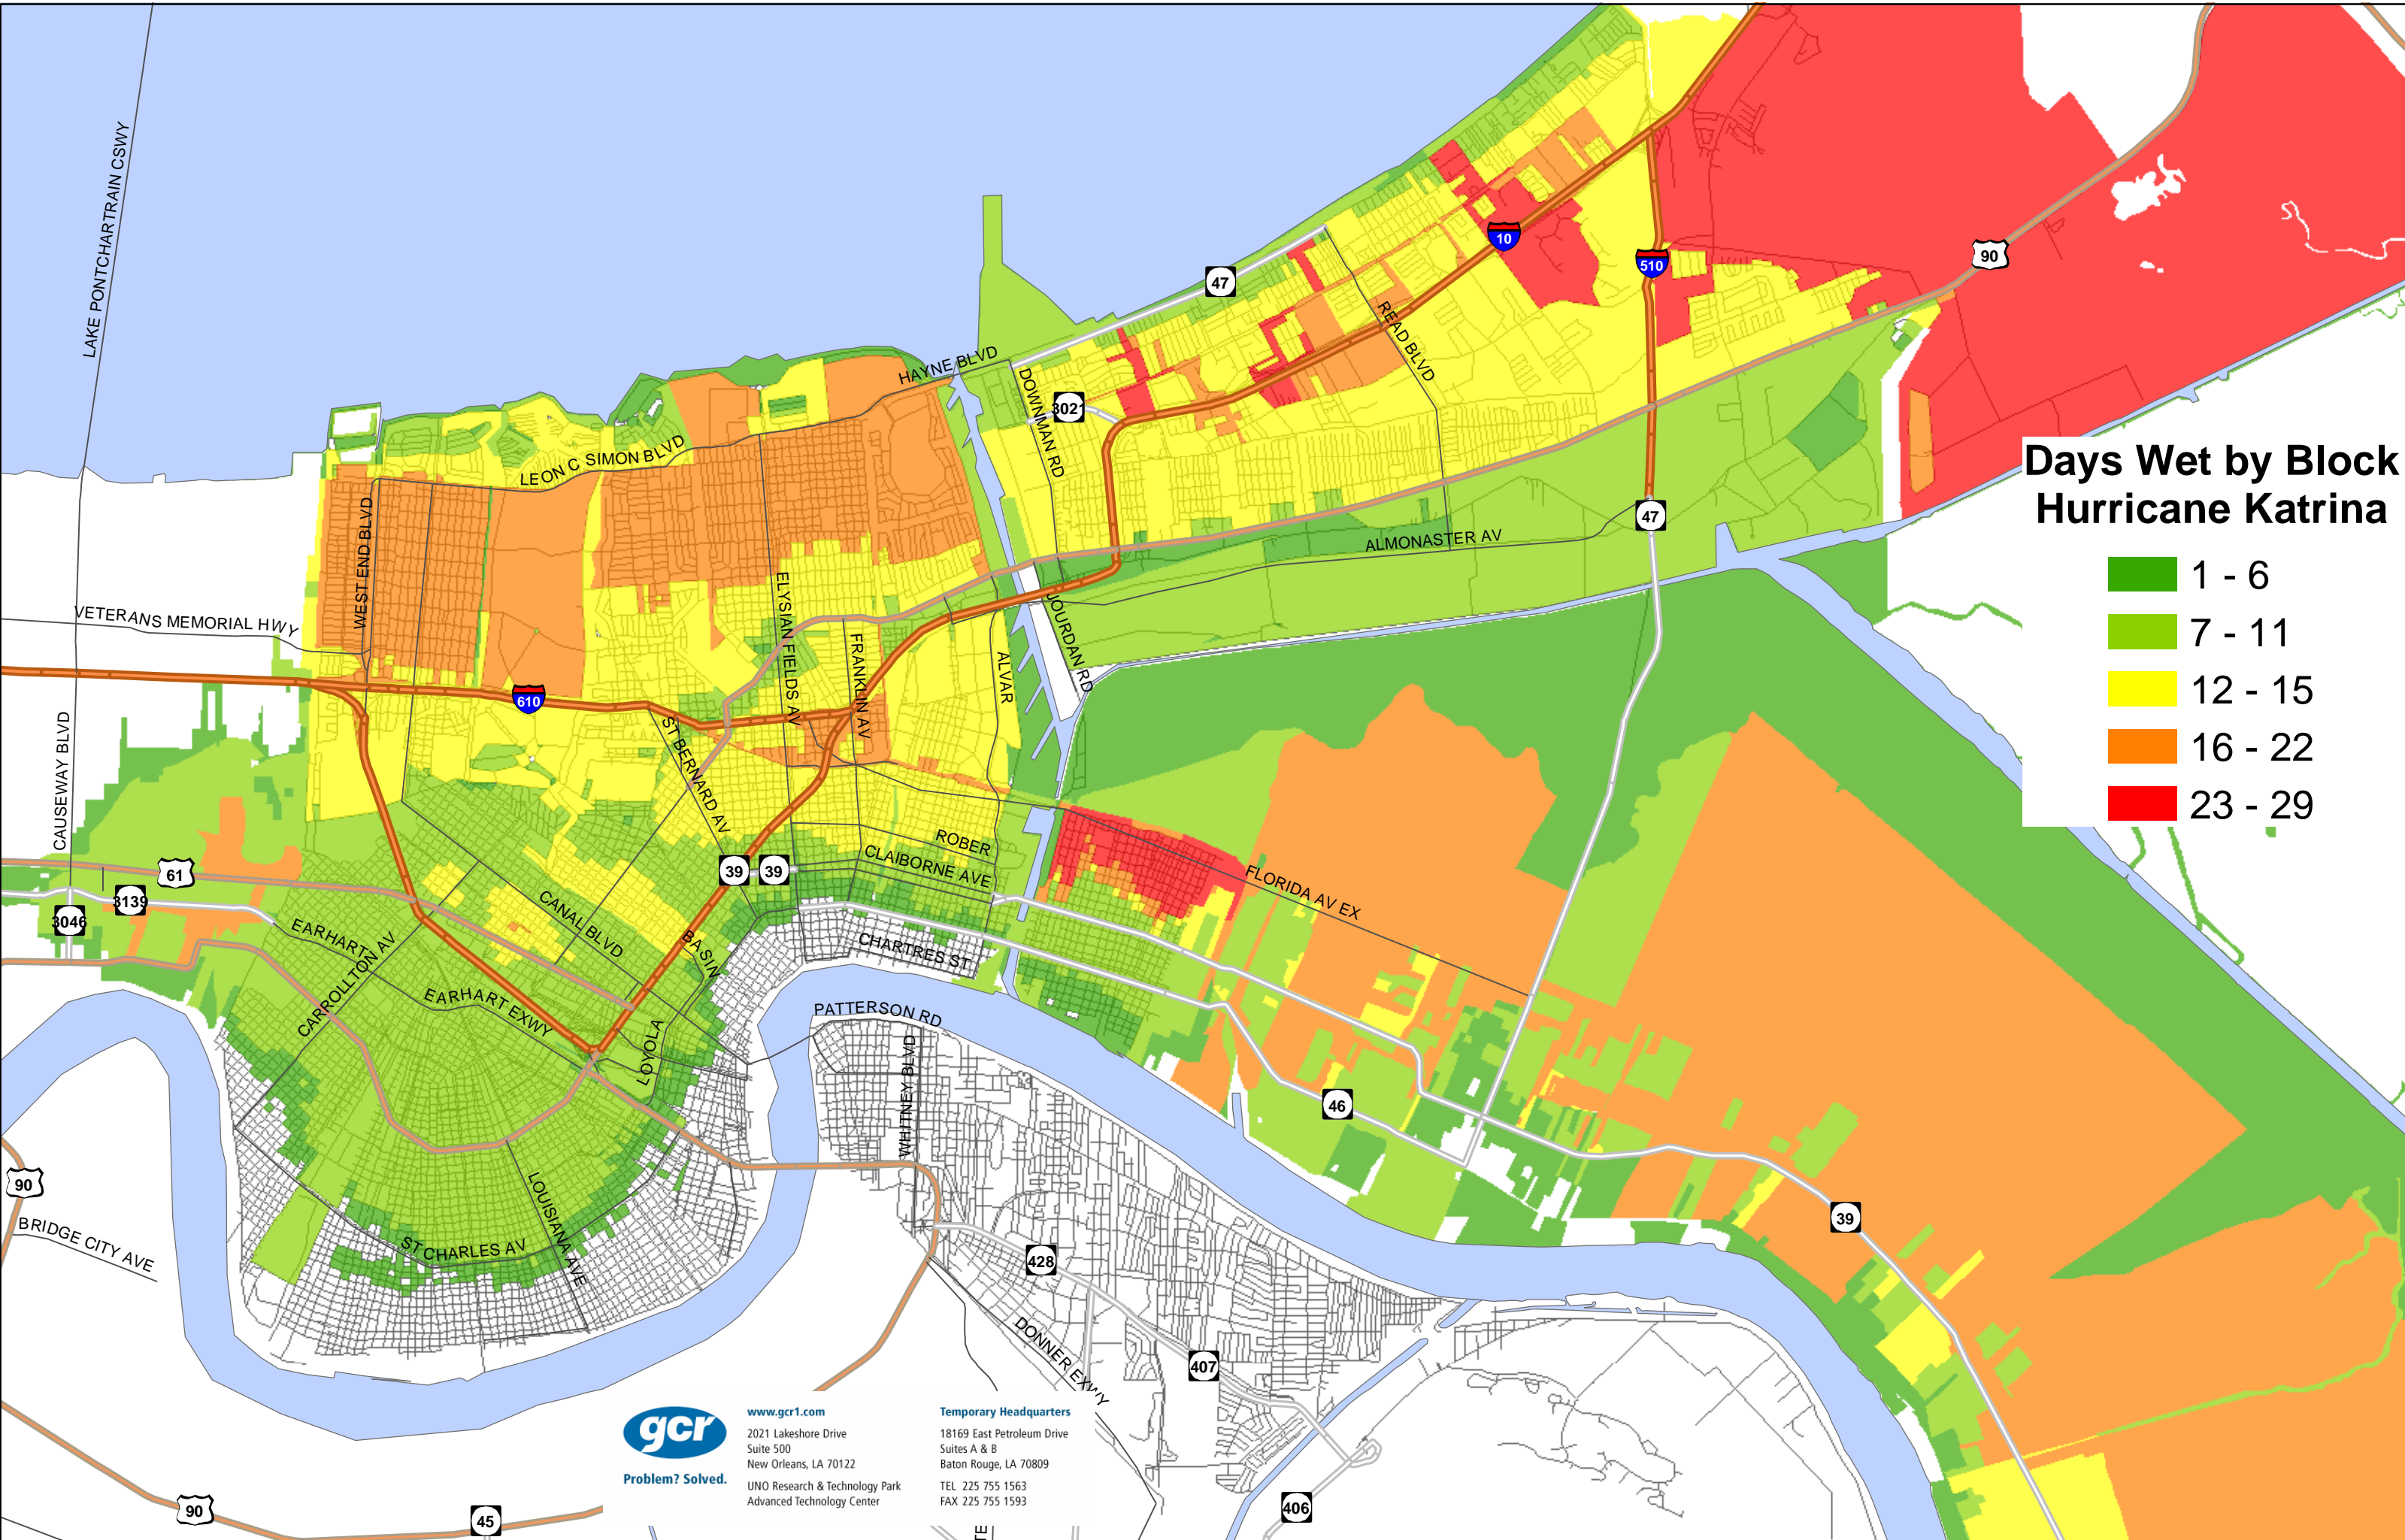 LAKE PONTCHARTRAIN CSWY
HAYNE BLVD
47
10
510
90
3021
DOWNMAN RD
READ BLVD
LEON C SIMON BLVD
WEST END BLVD
VETERANS MEMORIAL HWY
ELYSIAN FIELDS AV
FRANKLIN AV
ALVAR
JOURDAN RD
ALMONASTER AV
47
Days Wet by Block
Hurricane Katrina
1 - 6
7 - 11
12 - 15
16 - 22
23 - 29
610
CAUSEWAY BLVD
ST BERNARD AV
ROBER
CLAIBORNE AVE
39
39
61
3139
3046
EARHART
CARROLLTON AV
CANAL BLVD
BASIN
CHARTRES ST
FLORIDA AV EX
EARHART EXWY
LOYOLA
PATTERSON RD
WHITNEY BLVD
46
39
90
BRIDGE CITY AVE
ST CHARLES AV
LOUISIANA AVE
428
DONNER EXWY
407
406
90
45
TE
gcr
Problem? Solved.
www.gcr1.com
2021 Lakeshore Drive
Suite 500
New Orleans, LA 70122
UNO Research & Technology Park
Advanced Technology Center
Temporary Headquarters
18169 East Petroleum Drive
Suites A & B
Baton Rouge, LA 70809
TEL 225 755 1563
FAX 225 755 1593